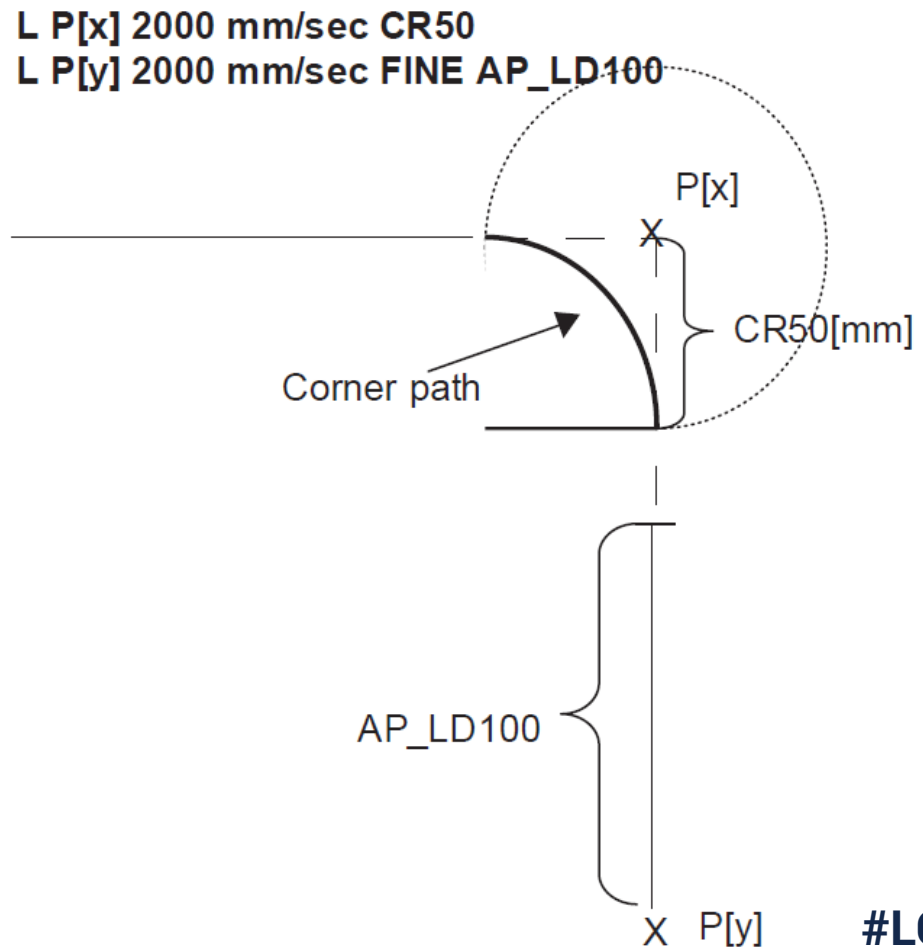 L P[x] 2000 mm/sec CR50
L P[y] 2000 mm/sec FINE AP_LD100
P[x]
X
CR50[mm]
Corner path
AP_LD100
X P[y]